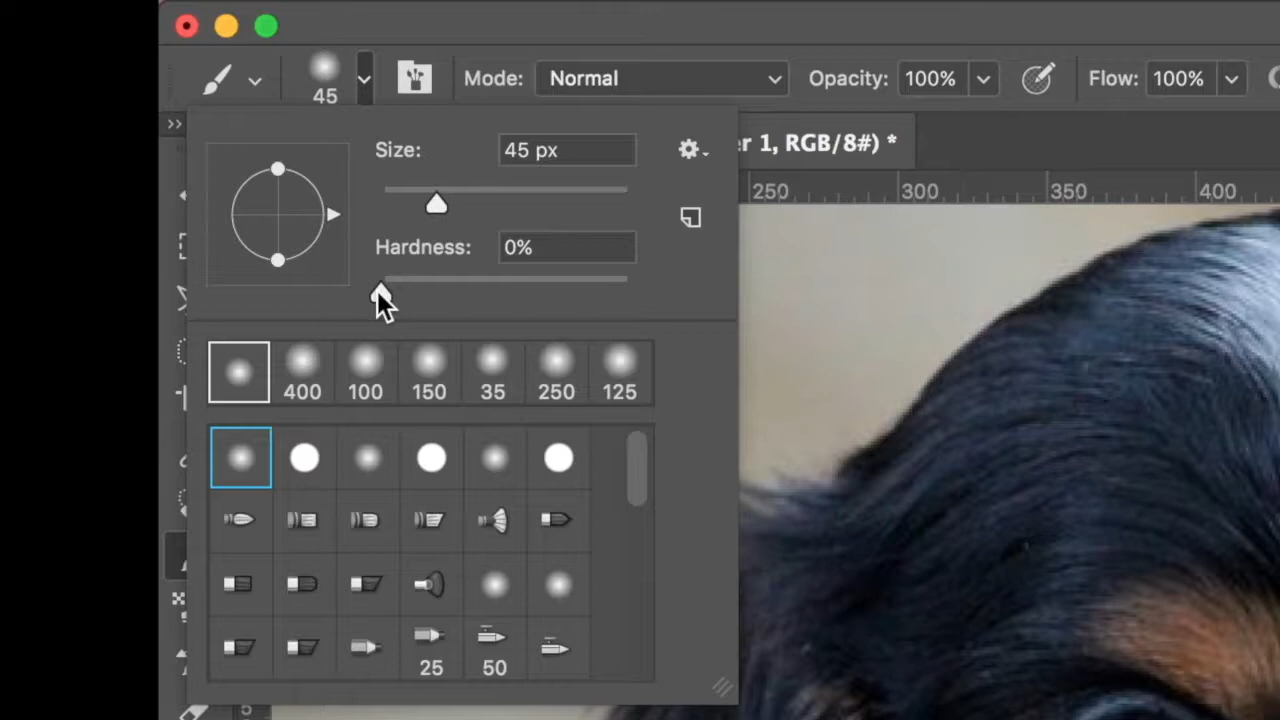 45
Mode:
Normal
Opacity:
100%
Flow:
100%
Size:
45 px
r 1, RGB/8#) *
250
300
350
400
Hardness:
0%
400
100
150
35
250
125
25
50
5